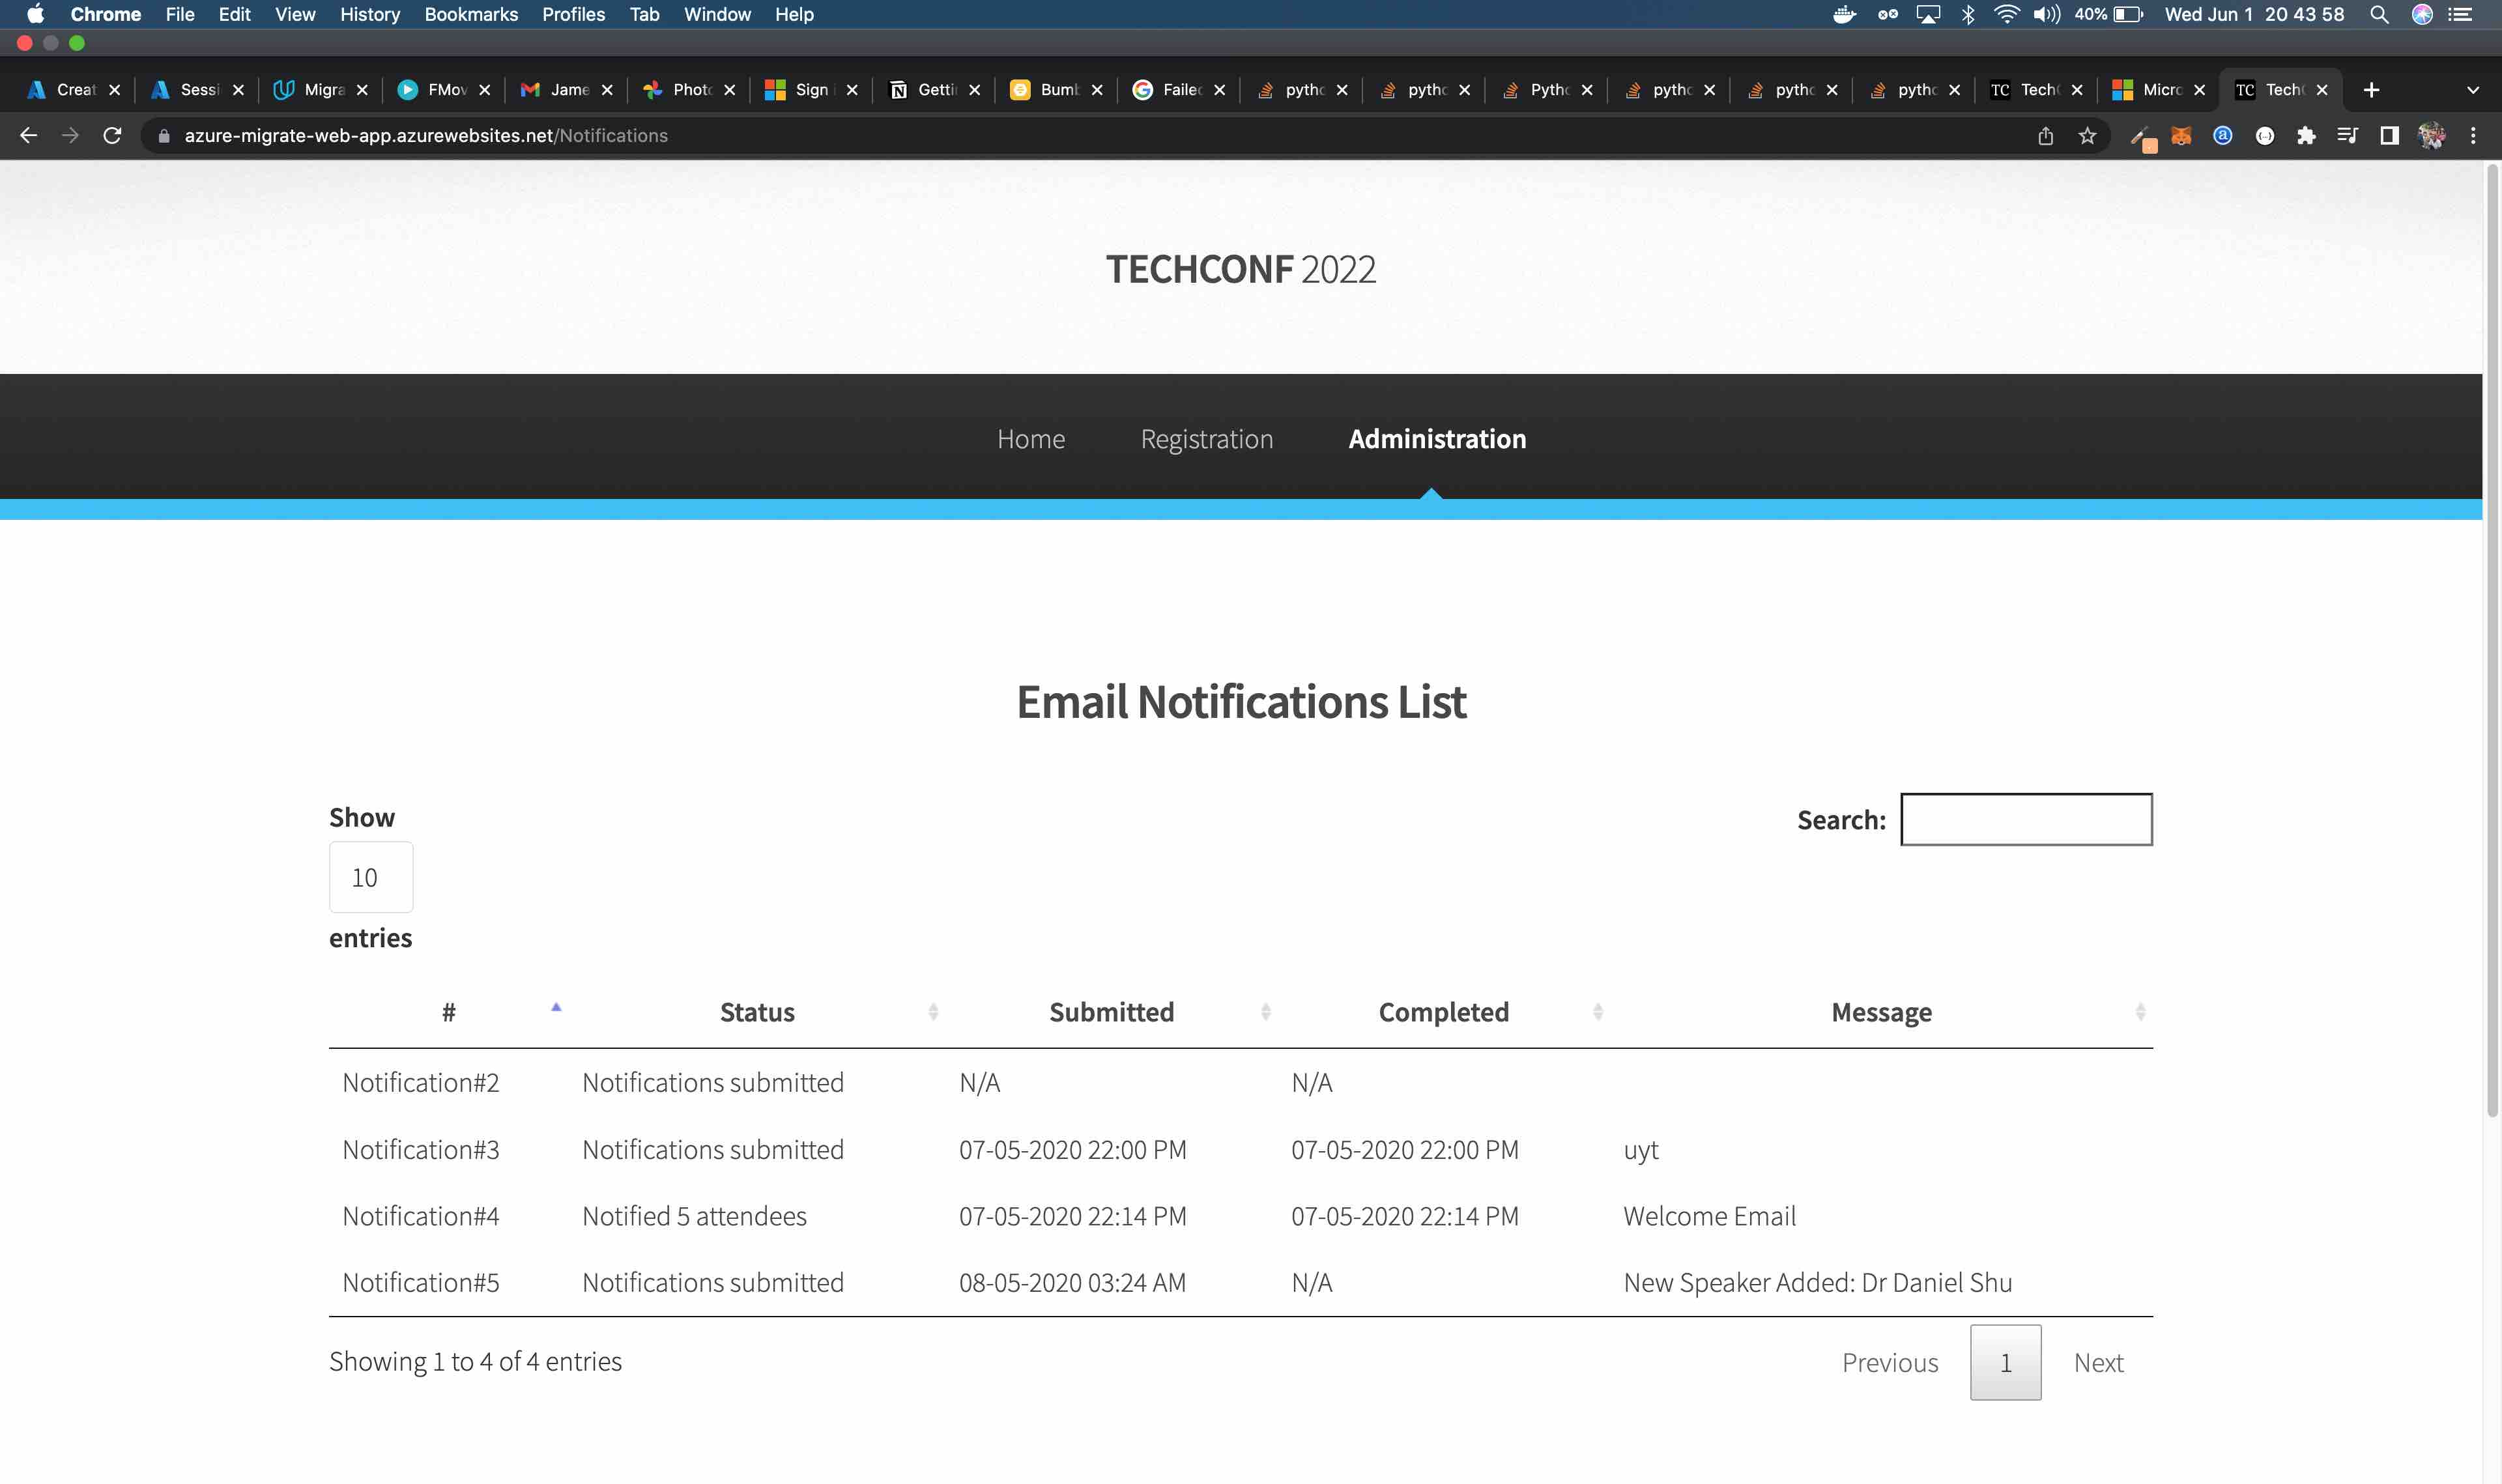 Chrome File Edit View History Bookmarks Profiles Tab Window Help 40% Wed Jun 1 20 43 58
Creat Sessi Migra FMov Jame Photo Sign Getti Bumb Failed pytho pytho Pytho pytho pytho pytho TC Tech Micro TC Tech
azure-migrate-web-app.azurewebsites.net/Notifications
TECHCONF 2022
Home Registration Administration
Email Notifications List
Show
10
entries
Search:
# Status Submitted Completed Message
Notification#2 Notifications submitted N/A N/A
Notification#3 Notifications submitted 07-05-2020 22:00 PM 07-05-2020 22:00 PM uyt
Notification#4 Notified 5 attendees 07-05-2020 22:14 PM 07-05-2020 22:14 PM Welcome Email
Notification#5 Notifications submitted 08-05-2020 03:24 AM N/A New Speaker Added: Dr Daniel Shu
Showing 1 to 4 of 4 entries
Previous 1 Next